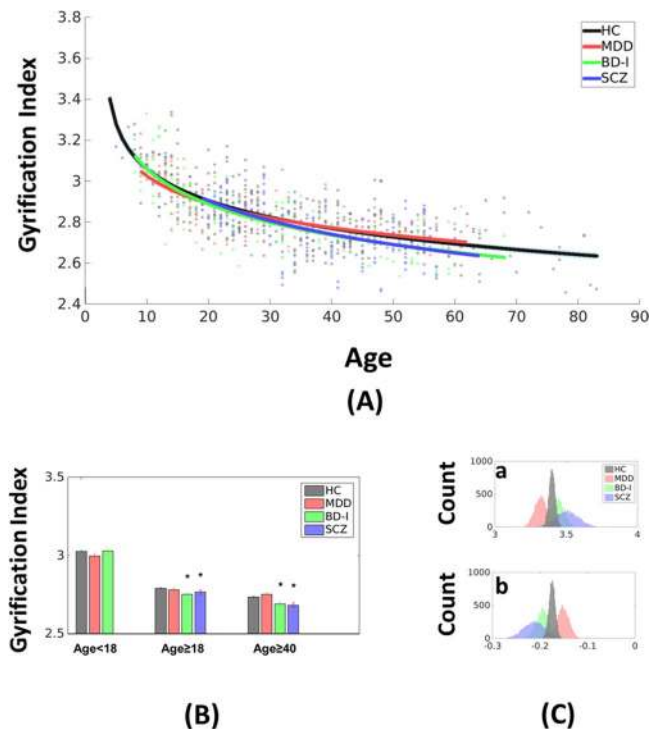 3.8
3.6
3.4
3.2
3
2.8
2.6
2.4
Gyrification Index
HC
MDD
BD-I
SCZ
0 10 20 30 40 50 60 70 80 90
Age
(A)
3.5
3
2.5
Gyrification Index
HC
MDD
BD-I
SCZ
* *
* *
Age<18 Age≥18 Age≥40
(B)
a
Count
1000
500
0
HC
MDD
BD-I
SCZ
3 3.5 4
b
Count
1000
500
0
-0.3 -0.2 -0.1 0
(C)